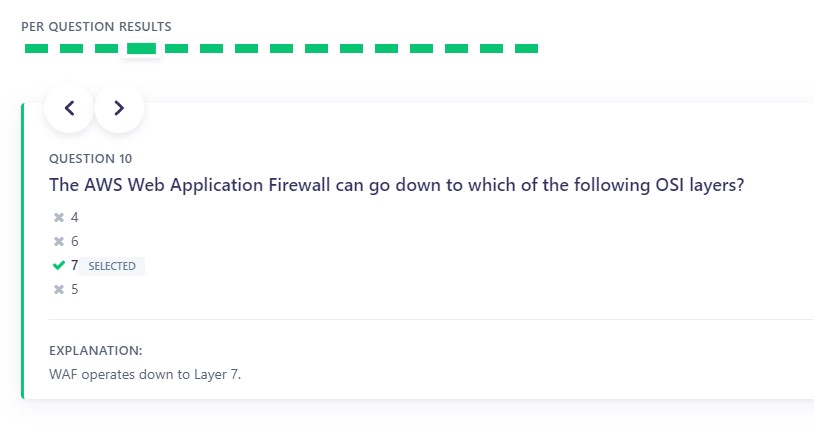 PER QUESTION RESULTS
QUESTION 10
The AWS Web Application Firewall can go down to which of the following OSI layers?
4
6
7 SELECTED
5
EXPLANATION:
WAF operates down to Layer 7.